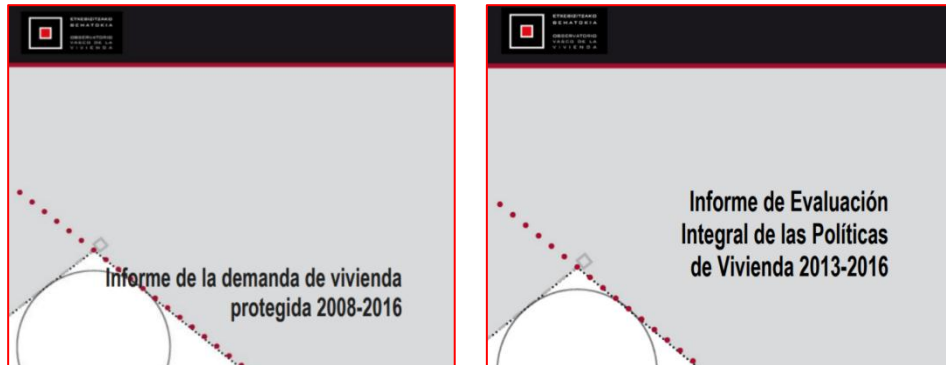 ETXEBIZITZAKO
BEHATOKIA
OBSERVATORIO
VASCO DE LA
VIVIENDA
Informe de la demanda de vivienda
protegida 2008-2016
ETXEBIZITZAKO
BEHATOKIA
OBSERVATORIO
VASCO DE LA
VIVIENDA
Informe de Evaluación
Integral de las Políticas
de Vivienda 2013-2016